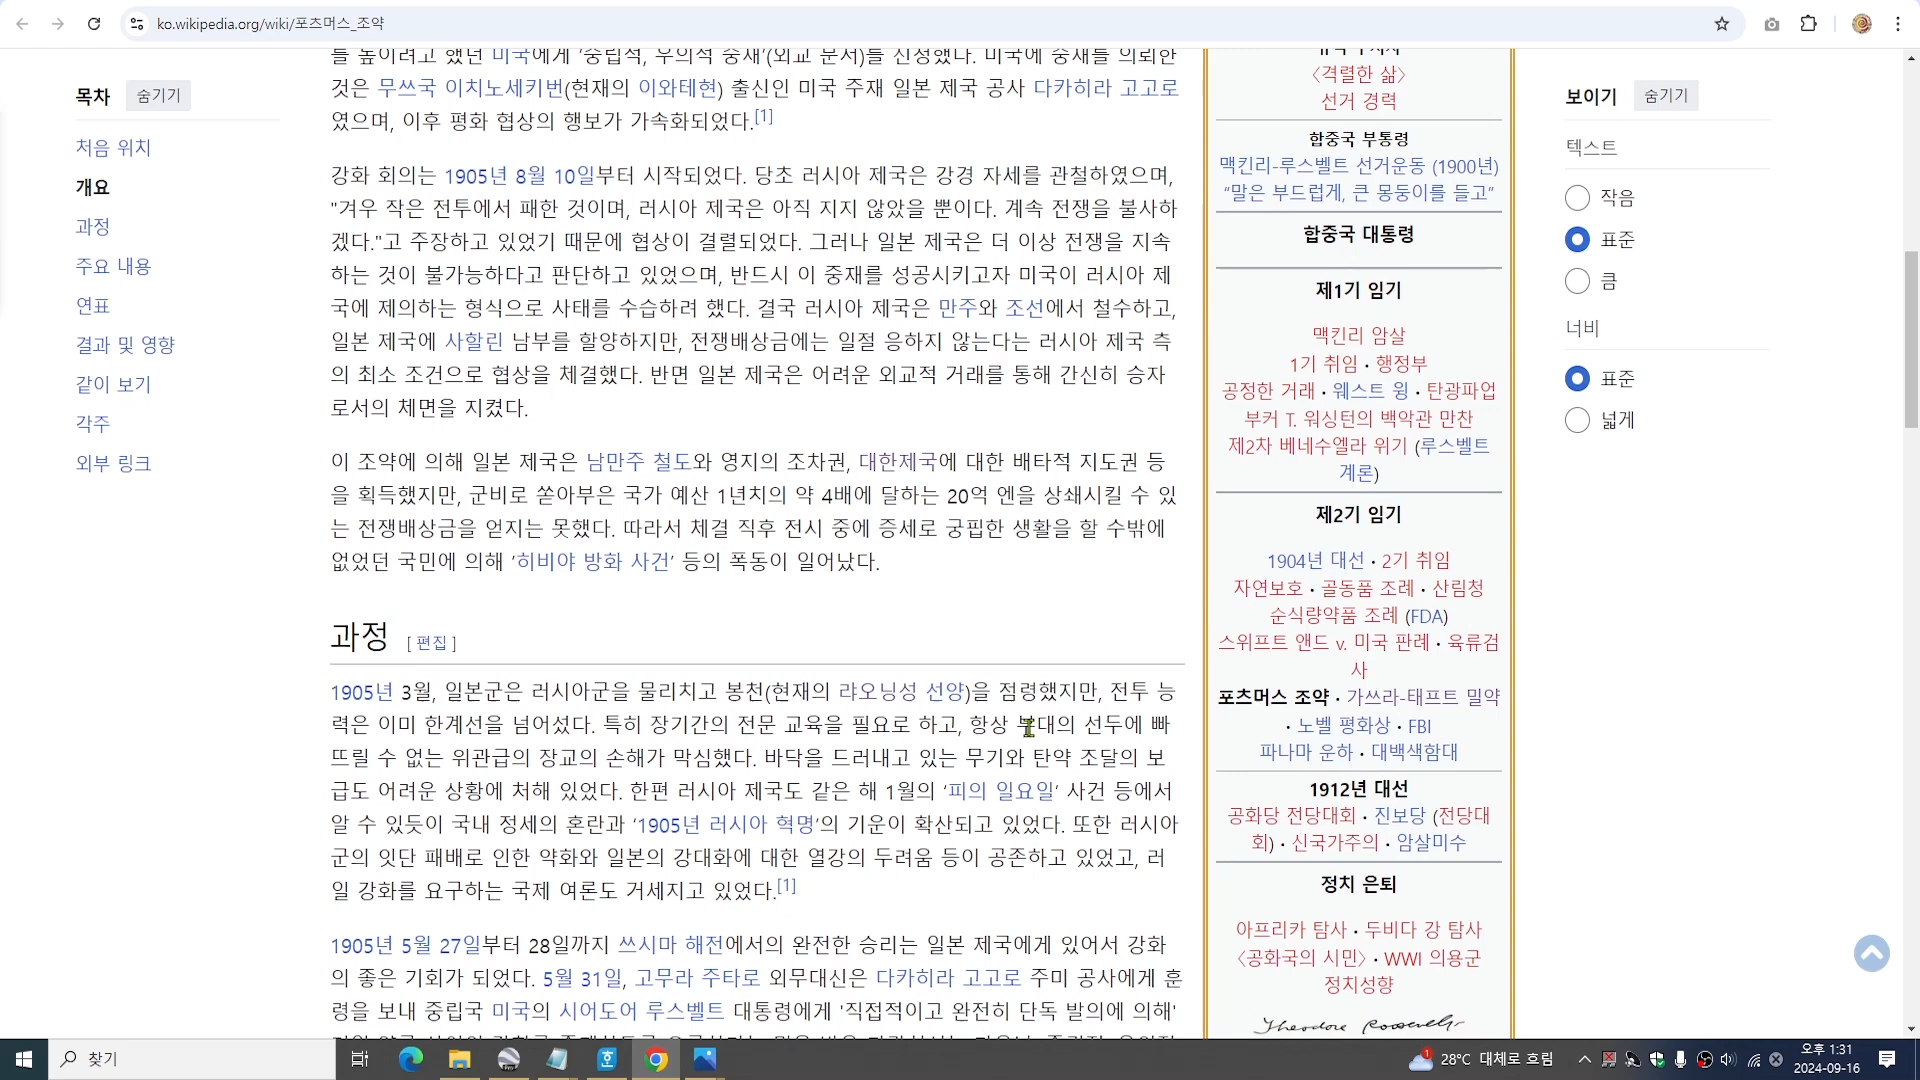 ko.wikipedia.org/wiki/포츠머스_조약
목차 숨기기
처음 위치
개요
과정
주요 내용
연표
결과 및 영향
같이 보기
각주
외부 링크
를 높이려고 했던 미국에게 '중립적, 우의적 중재'(외교 문서)를 신청했다. 미국에 중재를 의뢰한
것은 무쓰국 이치노세키번(현재의 이와테현) 출신인 미국 주재 일본 제국 공사 다카히라 고고로
였으며, 이후 평화 협상의 행보가 가속화되었다.[1]
강화 회의는 1905년 8월 10일부터 시작되었다. 당초 러시아 제국은 강경 자세를 관철하였으며,
"겨우 작은 전투에서 패한 것이며, 러시아 제국은 아직 지지 않았을 뿐이다. 계속 전쟁을 불사하
겠다."고 주장하고 있었기 때문에 협상이 결렬되었다. 그러나 일본 제국은 더 이상 전쟁을 지속
하는 것이 불가능하다고 판단하고 있었으며, 반드시 이 중재를 성공시키고자 미국이 러시아 제
국에 제의하는 형식으로 사태를 수습하려 했다. 결국 러시아 제국은 만주와 조선에서 철수하고,
일본 제국에 사할린 남부를 할양하지만, 전쟁배상금에는 일절 응하지 않는다는 러시아 제국 측
의 최소 조건으로 협상을 체결했다. 반면 일본 제국은 어려운 외교적 거래를 통해 간신히 승자
로서의 체면을 지켰다.
이 조약에 의해 일본 제국은 남만주 철도와 영지의 조차권, 대한제국에 대한 배타적 지도권 등
을 획득했지만, 군비로 쏟아부은 국가 예산 1년치의 약 4배에 달하는 20억 엔을 상쇄시킬 수 있
는 전쟁배상금을 얻지는 못했다. 따라서 체결 직후 전시 중에 증세로 궁핍한 생활을 할 수밖에
없었던 국민에 의해 '히비야 방화 사건' 등의 폭동이 일어났다.
과정 [ 편집 ]
1905년 3월, 일본군은 러시아군을 물리치고 봉천(현재의 랴오닝성 선양)을 점령했지만, 전투 능
력은 이미 한계선을 넘어섰다. 특히 장기간의 전문 교육을 필요로 하고, 항상 부대의 선두에 빠
뜨릴 수 없는 위관급의 장교의 손해가 막심했다. 바닥을 드러내고 있는 무기와 탄약 조달의 보
급도 어려운 상황에 처해 있었다. 한편 러시아 제국도 같은 해 1월의 '피의 일요일' 사건 등에서
알 수 있듯이 국내 정세의 혼란과 '1905년 러시아 혁명'의 기운이 확산되고 있었다. 또한 러시아
군의 잇단 패배로 인한 약화와 일본의 강대화에 대한 열강의 두려움 등이 공존하고 있었고, 러
일 강화를 요구하는 국제 여론도 거세지고 있었다.[1]
1905년 5월 27일부터 28일까지 쓰시마 해전에서의 완전한 승리는 일본 제국에게 있어서 강화
의 좋은 기회가 되었다. 5월 31일, 고무라 주타로 외무대신은 다카히라 고고로 주미 공사에게 훈
령을 보내 중립국 미국의 시어도어 루스벨트 대통령에게 '직접적이고 완전히 단독 발의에 의해'
〈격렬한 삶〉
선거 경력
합중국 부통령
맥킨리-루스벨트 선거운동 (1900년)
“말은 부드럽게, 큰 몽둥이를 들고”
합중국 대통령
제1기 임기
맥킨리 암살
1기 취임 • 행정부
공정한 거래 • 웨스트 윙 • 탄광파업
부커 T. 워싱턴의 백악관 만찬
제2차 베네수엘라 위기 (루스벨트
계론)
제2기 임기
1904년 대선 • 2기 취임
자연보호 • 골동품 조례 • 산림청
순식량약품 조례 (FDA)
스위프트 앤드 v. 미국 판례 • 육류검
사
포츠머스 조약 • 가쓰라-태프트 밀약
• 노벨 평화상 • FBI
파나마 운하 • 대백색함대
1912년 대선
공화당 전당대회 • 진보당 (전당대
회) • 신국가주의 • 암살미수
정치 은퇴
아프리카 탐사 • 두비다 강 탐사
〈공화국의 시민〉 • WWI 의용군
정치성향
Theodore Roosevelt
보이기 숨기기
텍스트
작음
표준
큼
너비
표준
넓게
찾기
28°C 대체로 흐림
오후 1:31
2024-09-16